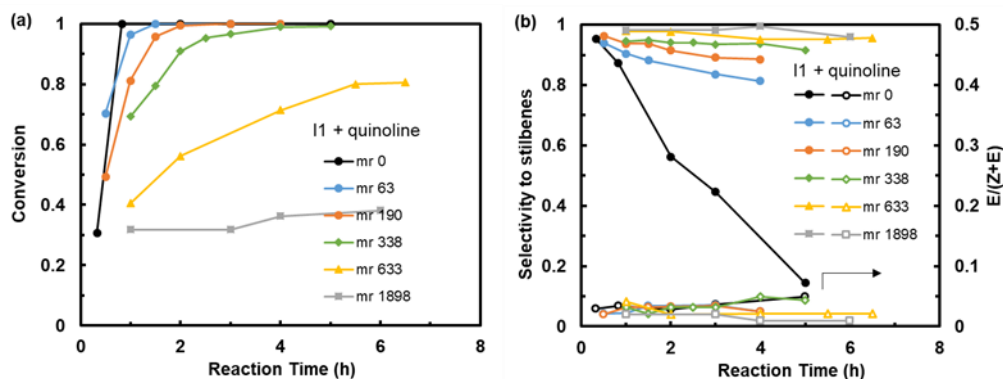 (a)
1
0.8
0.6
0.4
0.2
0
Conversion
I1 + quinoline
mr 0
mr 63
mr 190
mr 338
mr 633
mr 1898
0 2 4 6 8
Reaction Time (h)
(b)
1
0.8
0.6
0.4
0.2
0
Selectivity to stilbenes
I1 + quinoline
mr 0
mr 63
mr 190
mr 338
mr 633
mr 1898
0.5
0.4
0.3
0.2
0.1
0
E/(Z+E)
0 2 4 6 8
Reaction Time (h)